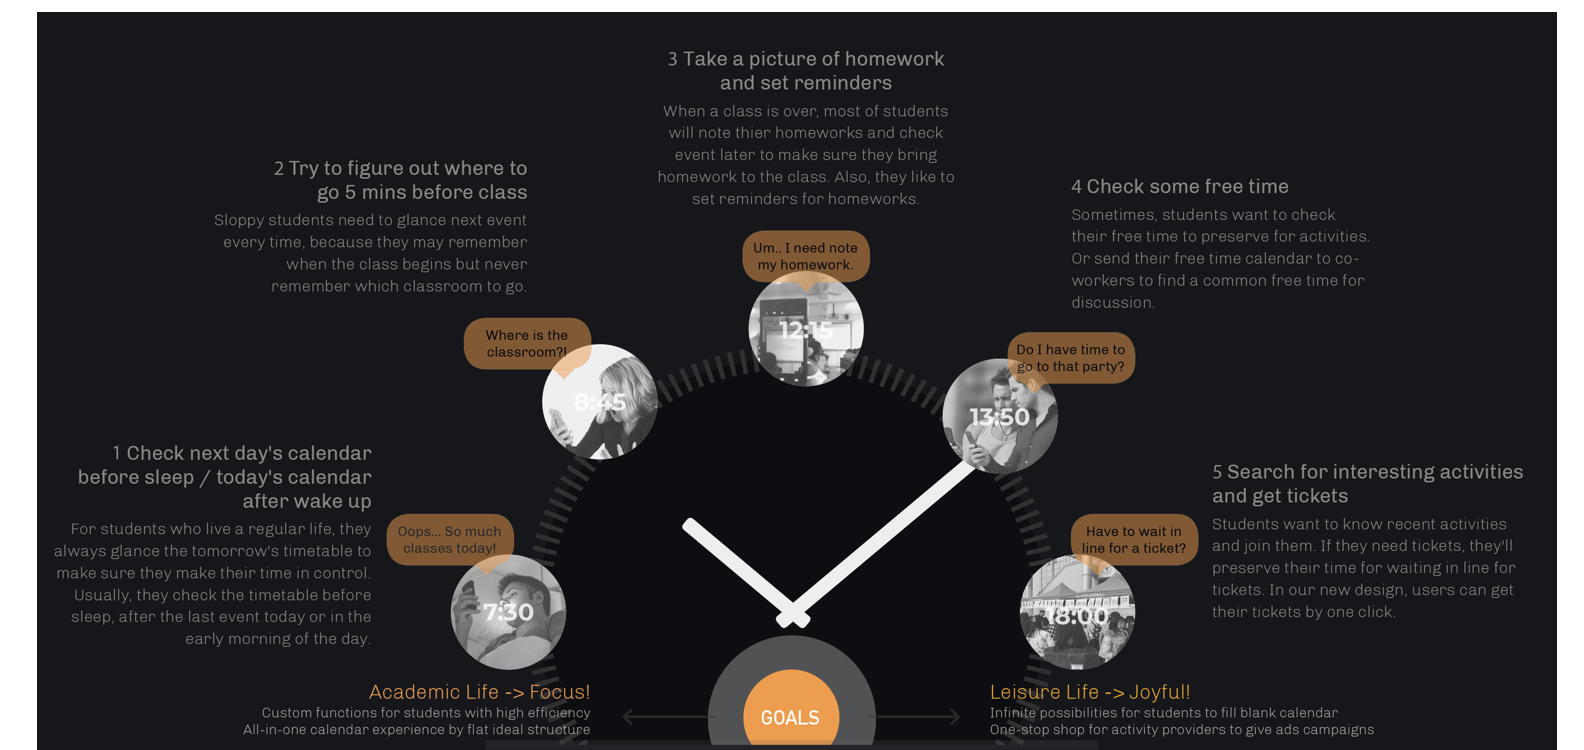 3 Take a picture of homework
and set reminders
When a class is over, most of students
will note thier homeworks and check
event later to make sure they bring
homework to the class. Also, they like to
set reminders for homeworks.
2 Try to figure out where to
go 5 mins before class
Sloppy students need to glance next event
every time, because they may remember
when the class begins but never
remember which classroom to go.
4 Check some free time
Sometimes, students want to check
their free time to preserve for activities.
Or send their free time calendar to co-
workers to find a common free time for
discussion.
Um.. I need note
my homework.
12:15
Where is the
classroom?!
8:45
Do I have time to
go to that party?
13:50
1 Check next day's calendar
before sleep / today's calendar
after wake up
For students who live a regular life, they
always glance the tomorrow's timetable to
make sure they make their time in control.
Usually, they check the timetable before
sleep, after the last event today or in the
early morning of the day.
Oops... So much
classes today!
7:30
5 Search for interesting activities
and get tickets
Students want to know recent activities
and join them. If they need tickets, they'll
preserve their time for waiting in line for
tickets. In our new design, users can get
their tickets by one click.
Have to wait in
line for a ticket?
18:00
Academic Life -> Focus!
Custom functions for students with high efficiency
All-in-one calendar experience by flat ideal structure
GOALS
Leisure Life -> Joyful!
Infinite possibilities for students to fill blank calendar
One-stop shop for activity providers to give ads campaigns